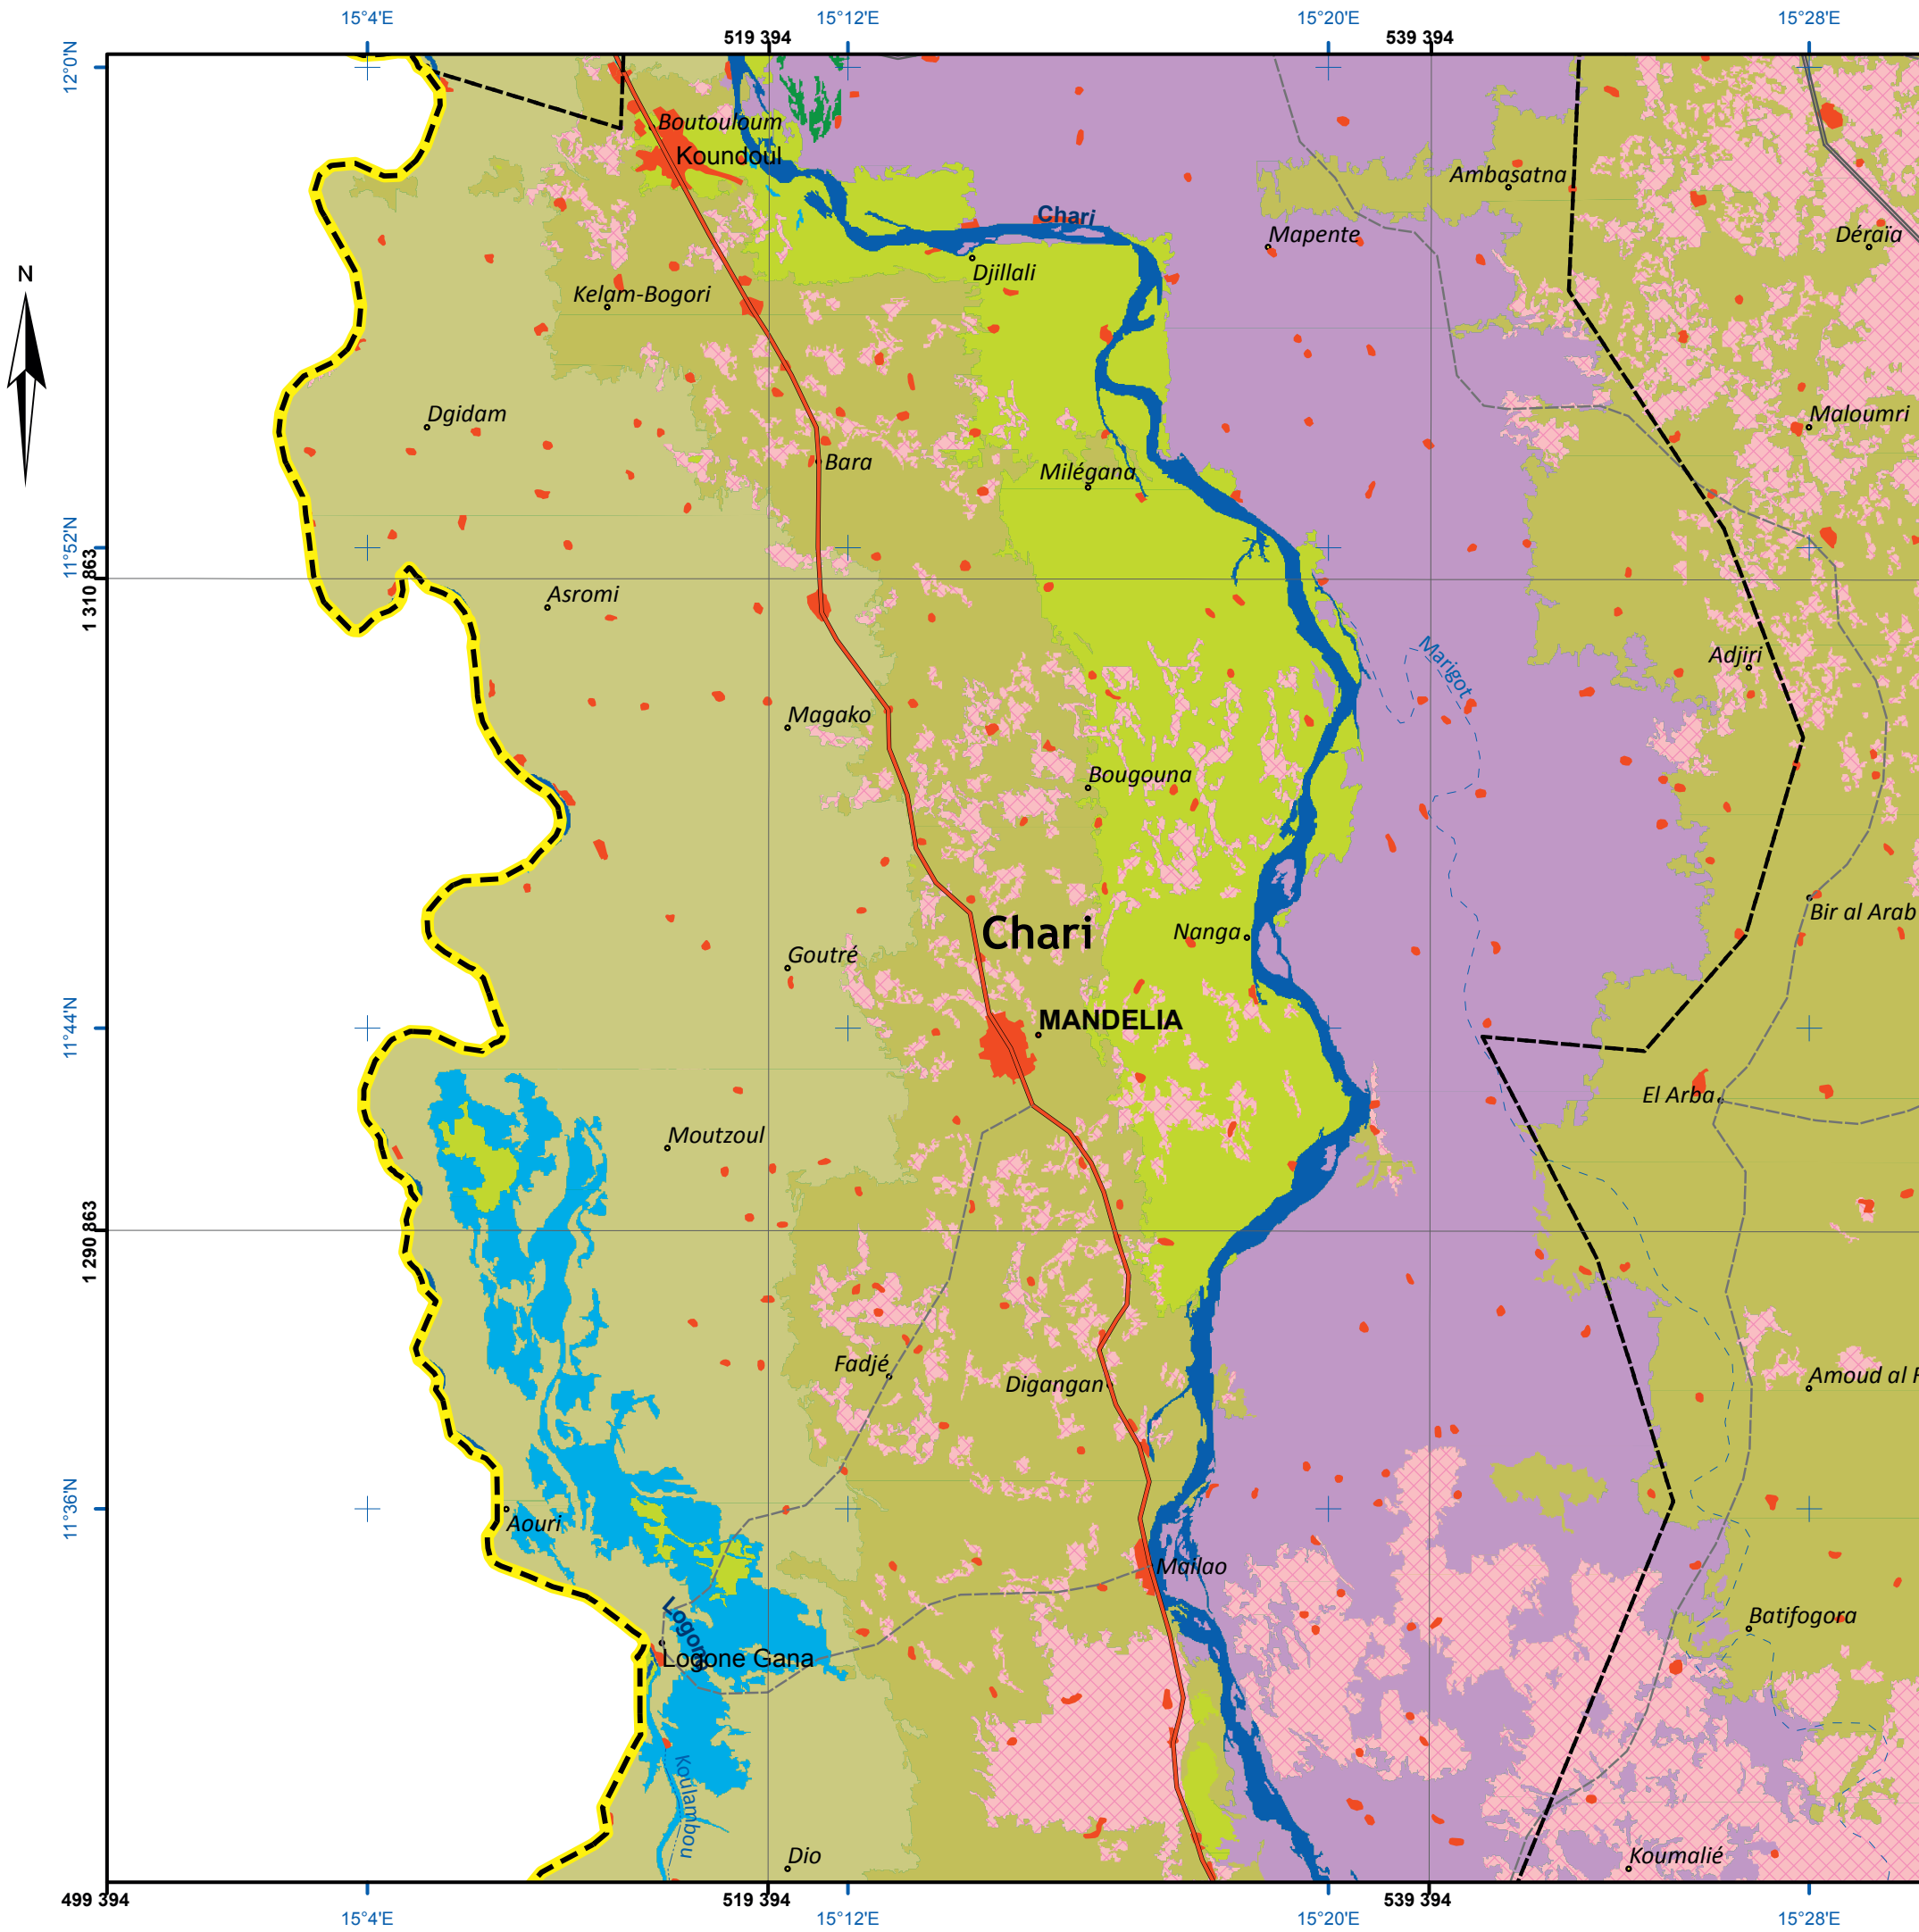 15°4'E
15°12'E
15°20'E
15°28'E
519 394
539 394
12°0'N
Boutouloum
Koundoul
Ambasatna
Chari
Mapente
Déraïa
Djillali
N
Kelam-Bogori
Dgidam
Maloumri
Bara
Milégana
11°52'N
1 310 863
Asromi
Marigot
Adjiri
Magako
Bougouna
Bir al Arab
Chari
Nanga
Goutré
11°44'N
MANDELIA
El Arba
Moutzoul
1 290 863
Fadjé
Digangan
Amoud al
11°36'N
Aouri
Mailao
Batifogora
Logone
Logone Gana
Koulambou
Dio
Koumalié
499 394
519 394
539 394
15°4'E
15°12'E
15°20'E
15°28'E